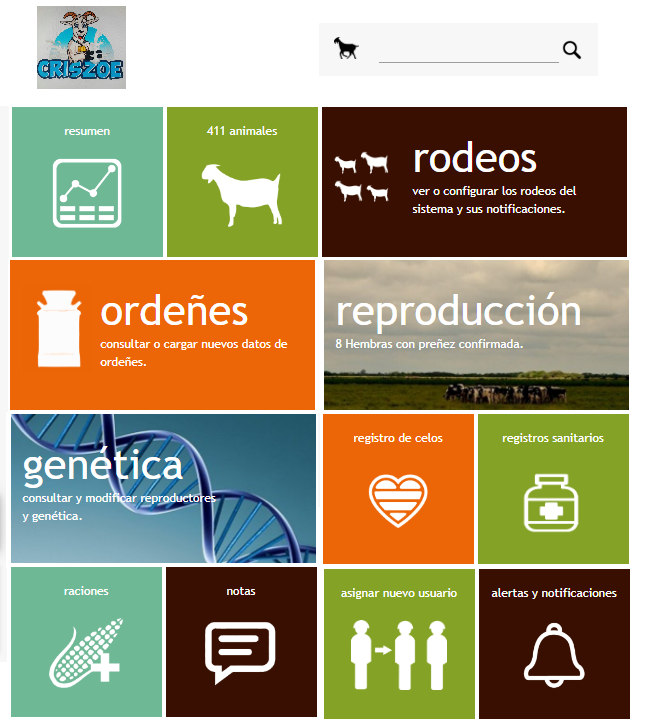 CRISZOE
resumen
411 animales
rodeos
ver o configurar los rodeos del
sistema y sus notificaciones.
ordeñes
consultar o cargar nuevos datos de
ordeñes.
reproducción
8 Hembras con preñez confirmada.
genética
consultar y modificar reproductores
y genética.
registro de celos
registros sanitarios
raciones
notas
asignar nuevo usuario
alertas y notificaciones